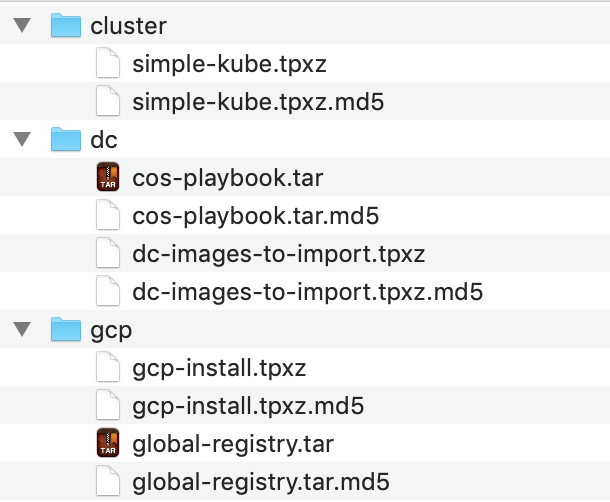 cluster
simple-kube.tpxz
simple-kube.tpxz.md5
dc
TAR cos-playbook.tar
cos-playbook.tar.md5
dc-images-to-import.tpxz
dc-images-to-import.tpxz.md5
gcp
gcp-install.tpxz
gcp-install.tpxz.md5
TAR global-registry.tar
global-registry.tar.md5